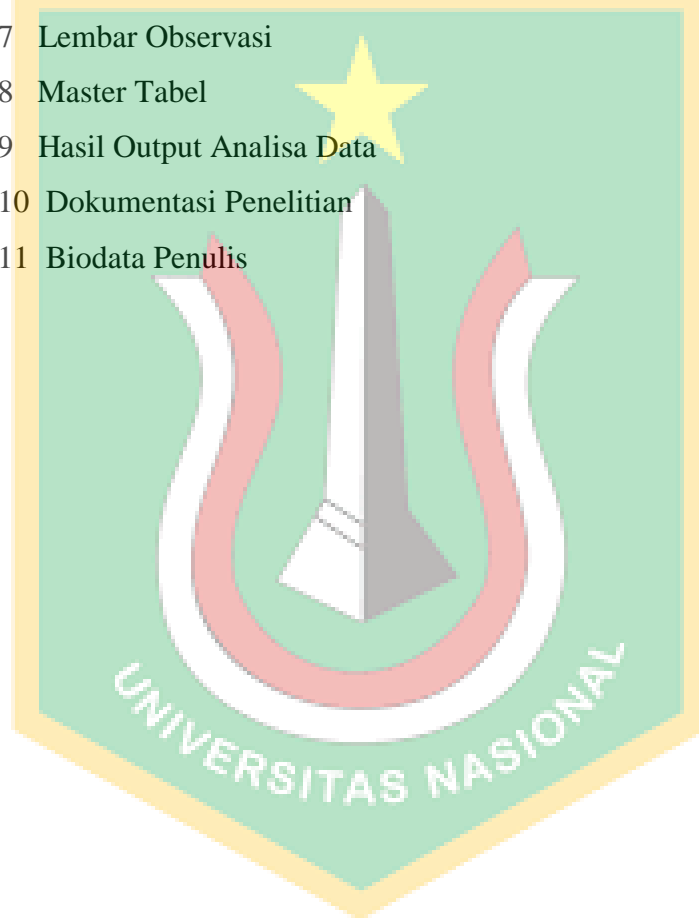 7 Lembar Observasi
8 Master Tabel
9 Hasil Output Analisa Data
10 Dokumentasi Penelitian
11 Biodata Penulis
UNIVERSITAS NASIONAL